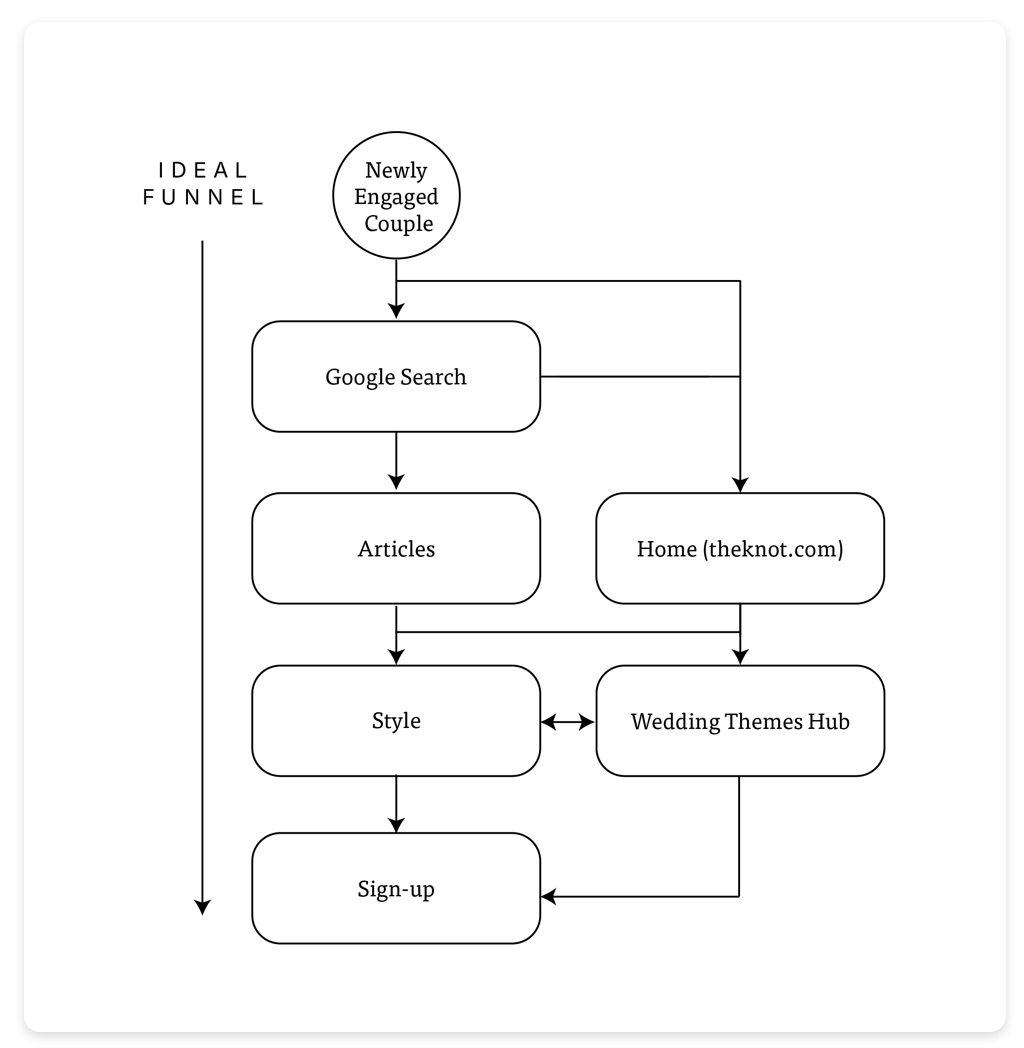 IDEAL
FUNNEL
Newly
Engaged
Couple
Google Search
Articles
Home (theknot.com)
Style
Wedding Themes Hub
Sign-up